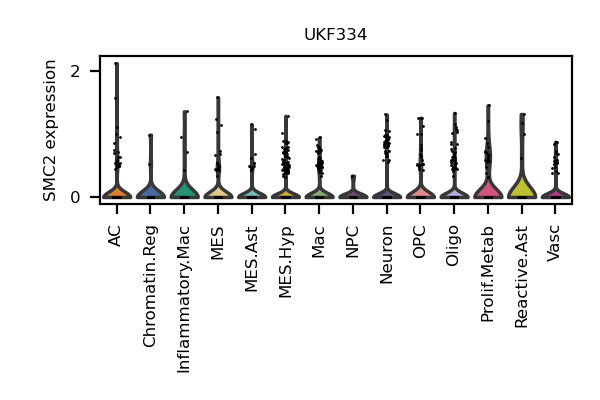 UKF334
SMC2 expression
2
0
AC
Chromatin.Reg
Inflammatory.Mac
MES
MES.Ast
MES.Hyp
Mac
NPC
Neuron
OPC
Oligo
Prolif.Metab
Reactive.Ast
Vasc